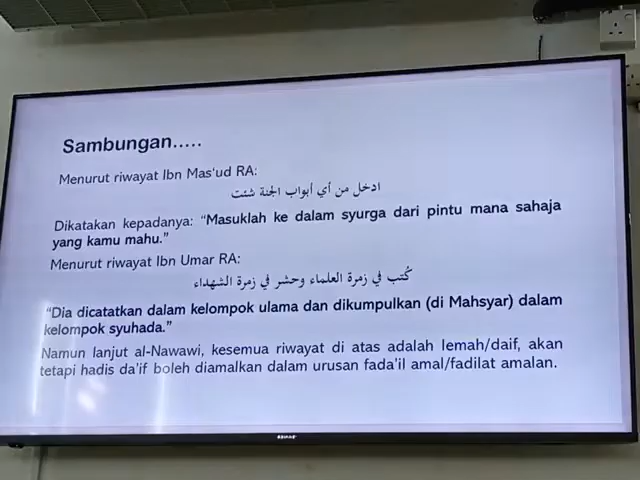 Sambungan.....
Menurut riwayat Ibn Mas'ud RA:
ادخل من أي أبواب الجنة شئت
Dikatakan kepadanya: “Masuklah ke dalam syurga dari pintu mana sahaja
yang kamu mahu.”
Menurut riwayat Ibn Umar RA:
كُتب في زمرة العلماء وحشر في زمرة الشهداء
“Dia dicatatkan dalam kelompok ulama dan dikumpulkan (di Mahsyar) dalam
kelompok syuhada.”
Namun lanjut al-Nawawi, kesemua riwayat di atas adalah lemah/daif, akan
tetapi hadis da'if boleh diamalkan dalam urusan fada'il amal/fadilat amalan.